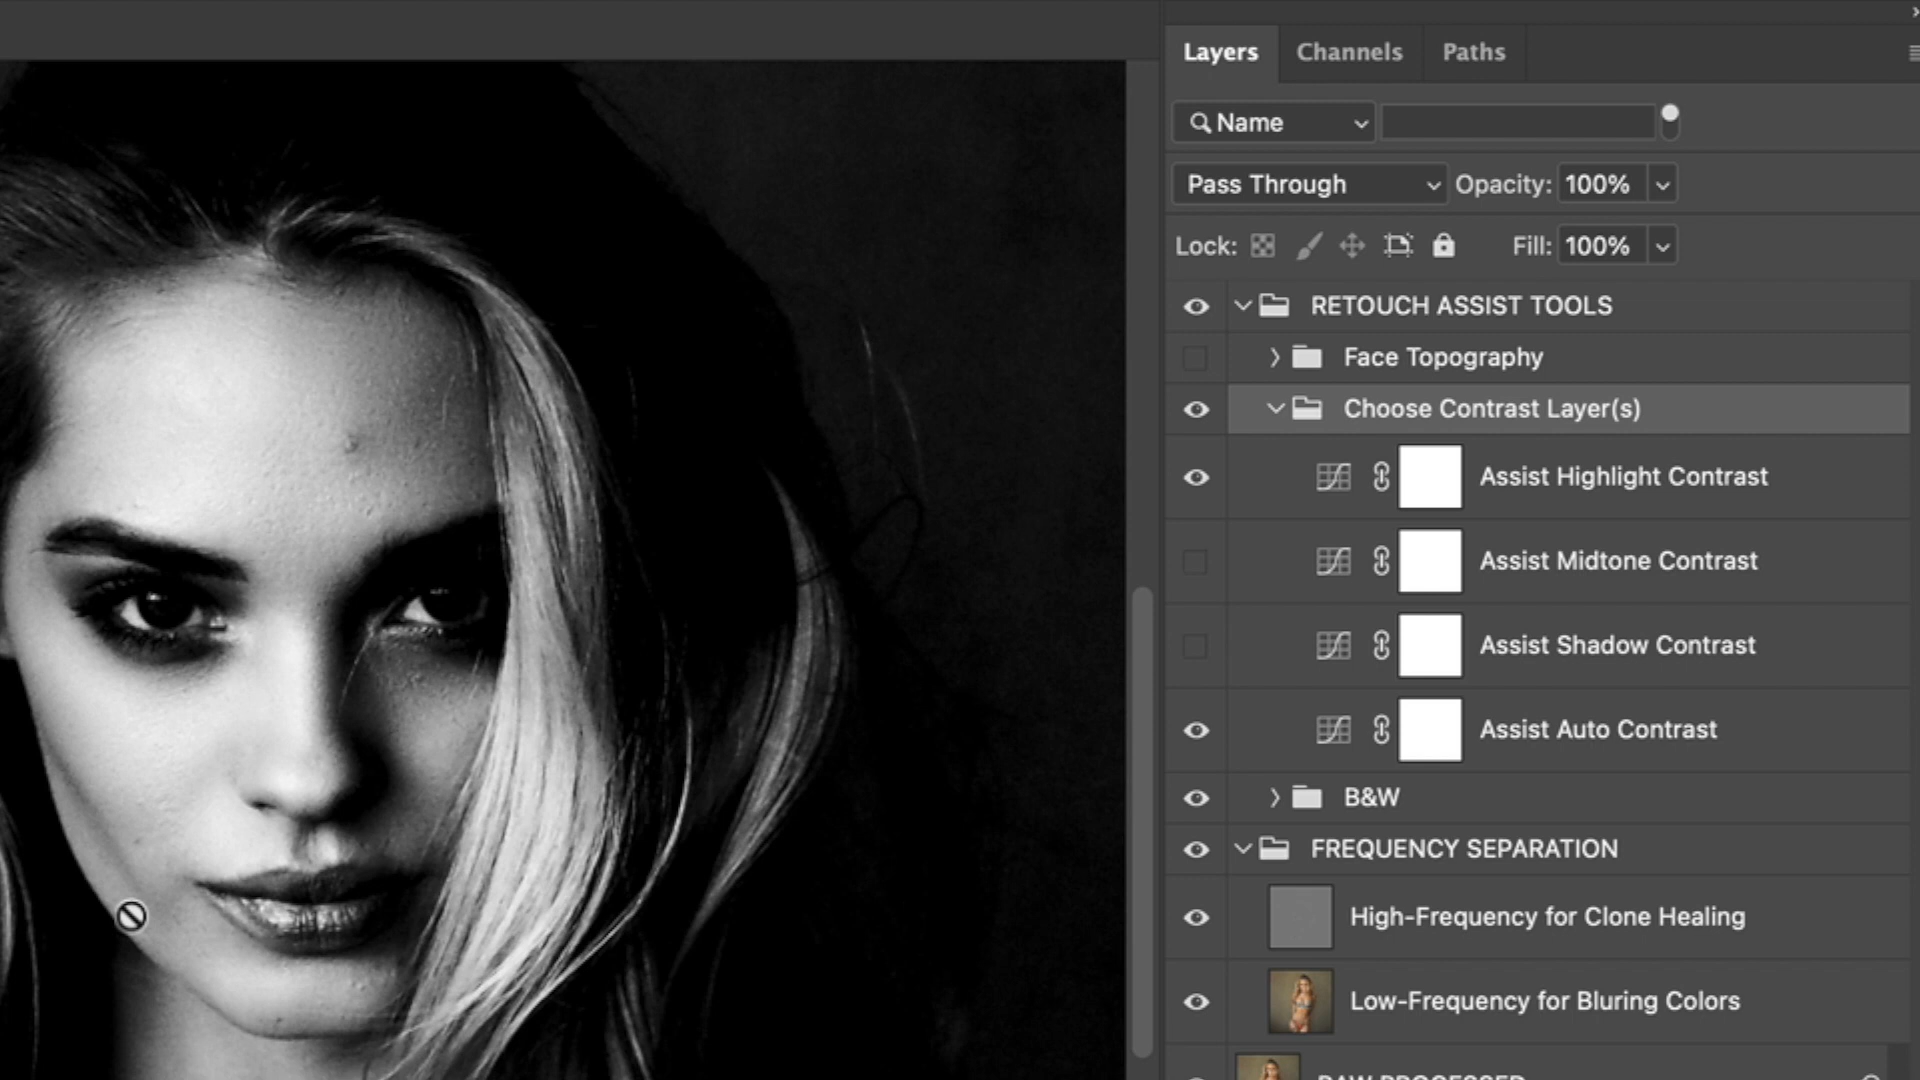 Layers Channels Paths
Name
Pass Through Opacity: 100%
Lock: Fill: 100%
RETOUCH ASSIST TOOLS
Face Topography
Choose Contrast Layer(s)
Assist Highlight Contrast
Assist Midtone Contrast
Assist Shadow Contrast
Assist Auto Contrast
B&W
FREQUENCY SEPARATION
High-Frequency for Clone Healing
Low-Frequency for Bluring Colors
RAW PROCESSED